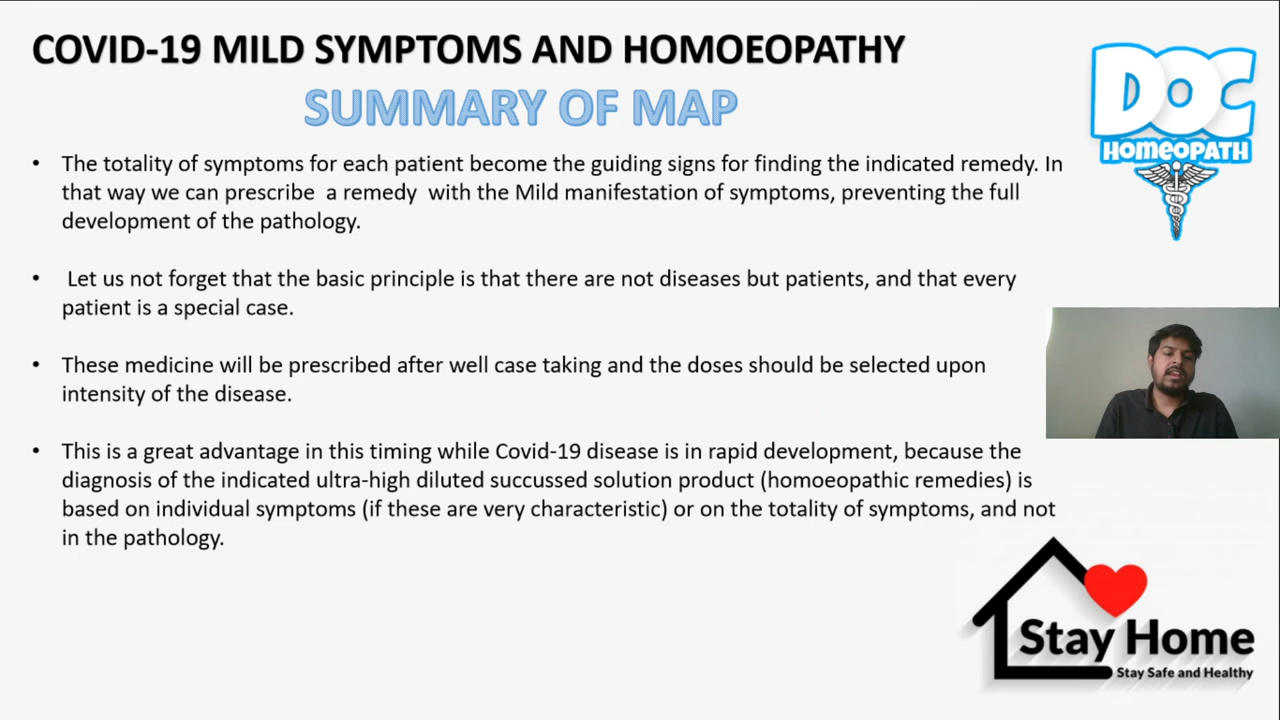 COVID-19 MILD SYMPTOMS AND HOMOEOPATHY
SUMMARY OF MAP
DOC
HOMEOPATH
• The totality of symptoms for each patient become the guiding signs for finding the indicated remedy. In
that way we can prescribe a remedy with the Mild manifestation of symptoms, preventing the full
development of the pathology.
• Let us not forget that the basic principle is that there are not diseases but patients, and that every
patient is a special case.
• These medicine will be prescribed after well case taking and the doses should be selected upon
intensity of the disease.
• This is a great advantage in this timing while Covid-19 disease is in rapid development, because the
diagnosis of the indicated ultra-high diluted succussed solution product (homoeopathic remedies) is
based on individual symptoms (if these are very characteristic) or on the totality of symptoms, and not
in the pathology.
Stay Home
Stay Safe and Healthy